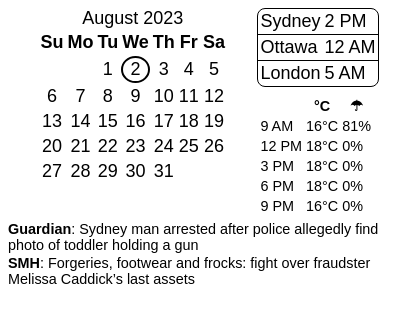 August 2023
Su Mo Tu We Th Fr Sa
1 2 3 4 5
6 7 8 9 10 11 12
13 14 15 16 17 18 19
20 21 22 23 24 25 26
27 28 29 30 31
Sydney 2 PM
Ottawa 12 AM
London 5 AM
°C ☂
9 AM 16°C 81%
12 PM 18°C 0%
3 PM 18°C 0%
6 PM 18°C 0%
9 PM 16°C 0%
Guardian: Sydney man arrested after police allegedly find
photo of toddler holding a gun
SMH: Forgeries, footwear and frocks: fight over fraudster
Melissa Caddick’s last assets